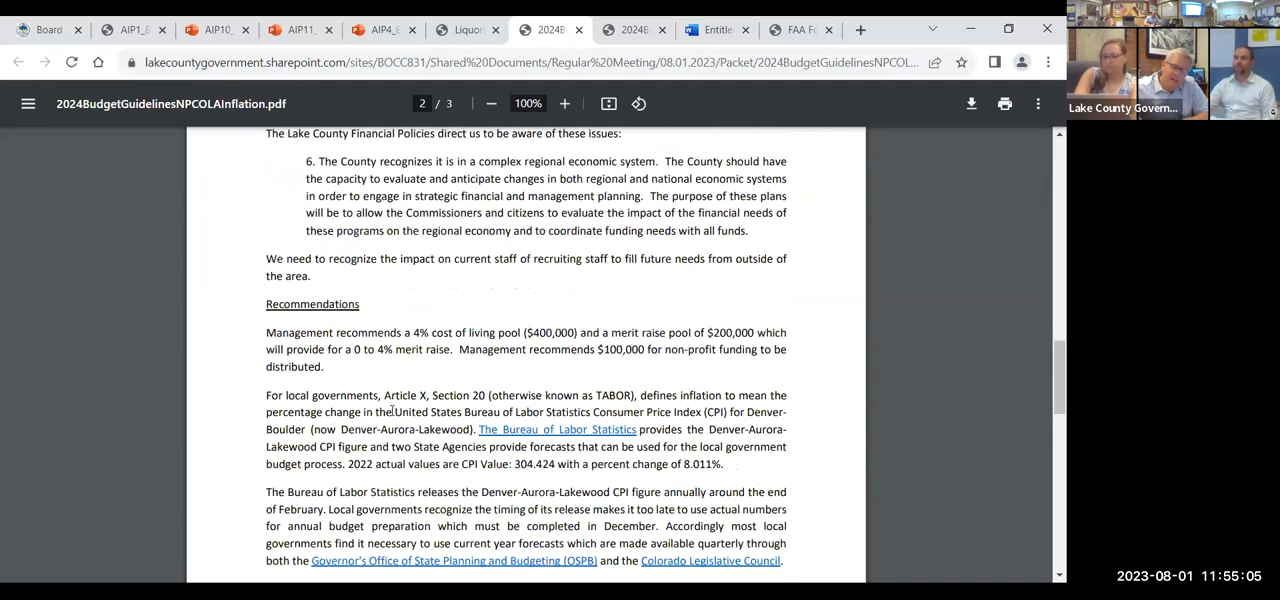 Board
AIP1_8
AIP10_
AIP11_
AIP4_E
Liquor
2024B
2024B
Entitle
FAA Fo
lakecountygovernment.sharepoint.com/sites/BOCC631/Shared%20Documents/Regular%20Meeting/08.01.2023/Packet/2024BudgetGuidelinesNPCOL...
2024BudgetGuidelinesNPCOLAInflation.pdf
2 / 3
100%
Lake County Govern...
The Lake County Financial Policies direct us to be aware of these issues:
6. The County recognizes it is in a complex regional economic system. The County should have
the capacity to evaluate and anticipate changes in both regional and national economic systems
in order to engage in strategic financial and management planning. The purpose of these plans
will be to allow the Commissioners and citizens to evaluate the impact of the financial needs of
these programs on the regional economy and to coordinate funding needs with all funds.
We need to recognize the impact on current staff of recruiting staff to fill future needs from outside of
the area.
Recommendations
Management recommends a 4% cost of living pool ($400,000) and a merit raise pool of $200,000 which
will provide for a 0 to 4% merit raise. Management recommends $100,000 for non-profit funding to be
distributed.
For local governments, Article X, Section 20 (otherwise known as TABOR), defines inflation to mean the
percentage change in the United States Bureau of Labor Statistics Consumer Price Index (CPI) for Denver-
Boulder (now Denver-Aurora-Lakewood). The Bureau of Labor Statistics provides the Denver-Aurora-
Lakewood CPI figure and two State Agencies provide forecasts that can be used for the local government
budget process. 2022 actual values are CPI Value: 304.424 with a percent change of 8.011%.
The Bureau of Labor Statistics releases the Denver-Aurora-Lakewood CPI figure annually around the end
of February. Local governments recognize the timing of its release makes it too late to use actual numbers
for annual budget preparation which must be completed in December. Accordingly most local
governments find it necessary to use current year forecasts which are made available quarterly through
both the Governor's Office of State Planning and Budgeting (OSPB) and the Colorado Legislative Council.
2023-08-01 11:55:05